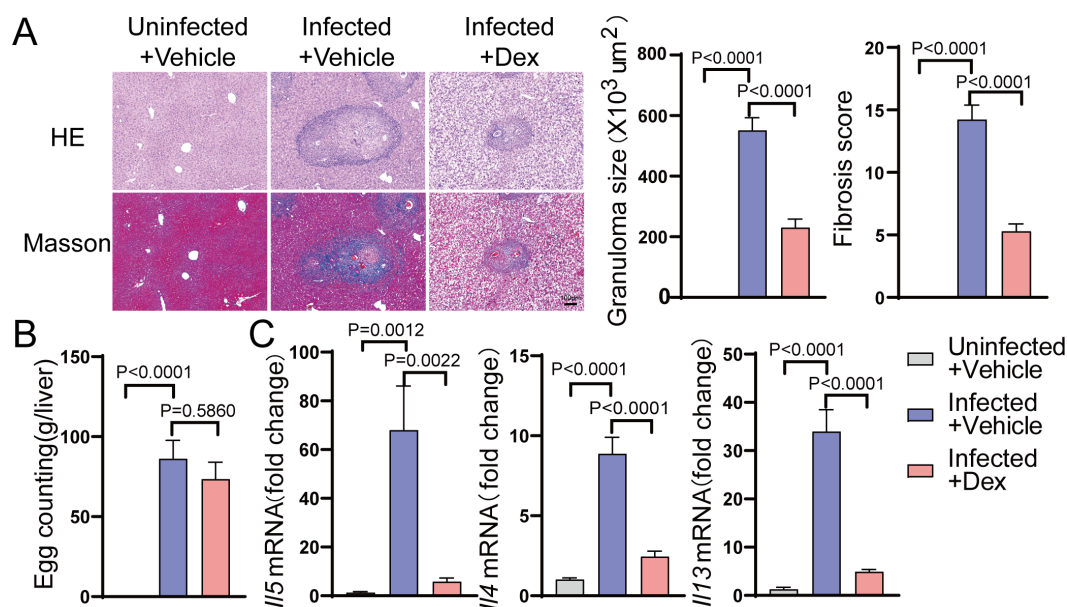 A
Uninfected
+Vehicle
Infected
+Vehicle
Infected
+Dex
HE
Masson
100μm
Granuloma size (X10³ um²)
800
600
400
200
0
P<0.0001
P<0.0001
Fibrosis score
20
15
10
5
0
P<0.0001
P<0.0001
B
Egg counting(g/liver)
150
100
50
0
P<0.0001
P=0.5860
C
Il5 mRNA(fold change)
100
80
60
40
20
0
P=0.0012
P=0.0022
Il4 mRNA(fold change)
15
10
5
0
P<0.0001
P<0.0001
Il13 mRNA(fold change)
50
40
30
20
10
0
P<0.0001
P<0.0001
Uninfected
+Vehicle
Infected
+Vehicle
Infected
+Dex